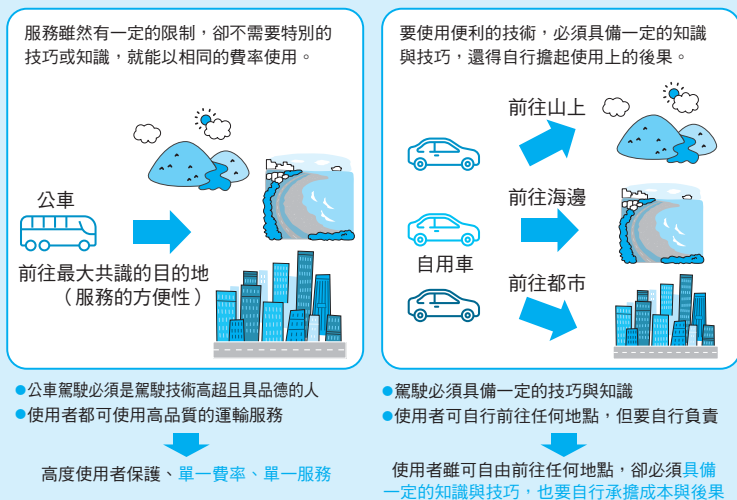 服務雖然有一定的限制，卻不需要特別的
技巧或知識，就能以相同的費率使用。
公車
前往最大共識的目的地
（服務的方便性）
●公車駕駛必須是駕駛技術高超且具品德的人
●使用者都可使用高品質的運輸服務
高度使用者保護、單一費率、單一服務
要使用便利的技術，必須具備一定的知識
與技巧，還得自行擔起使用上的後果。
前往山上
前往海邊
自用車
前往都市
●駕駛必須具備一定的技巧與知識
●使用者可自行前往任何地點，但要自行負責
使用者雖可自由前往任何地點，卻必須具備
一定的知識與技巧，也要自行承擔成本與後果